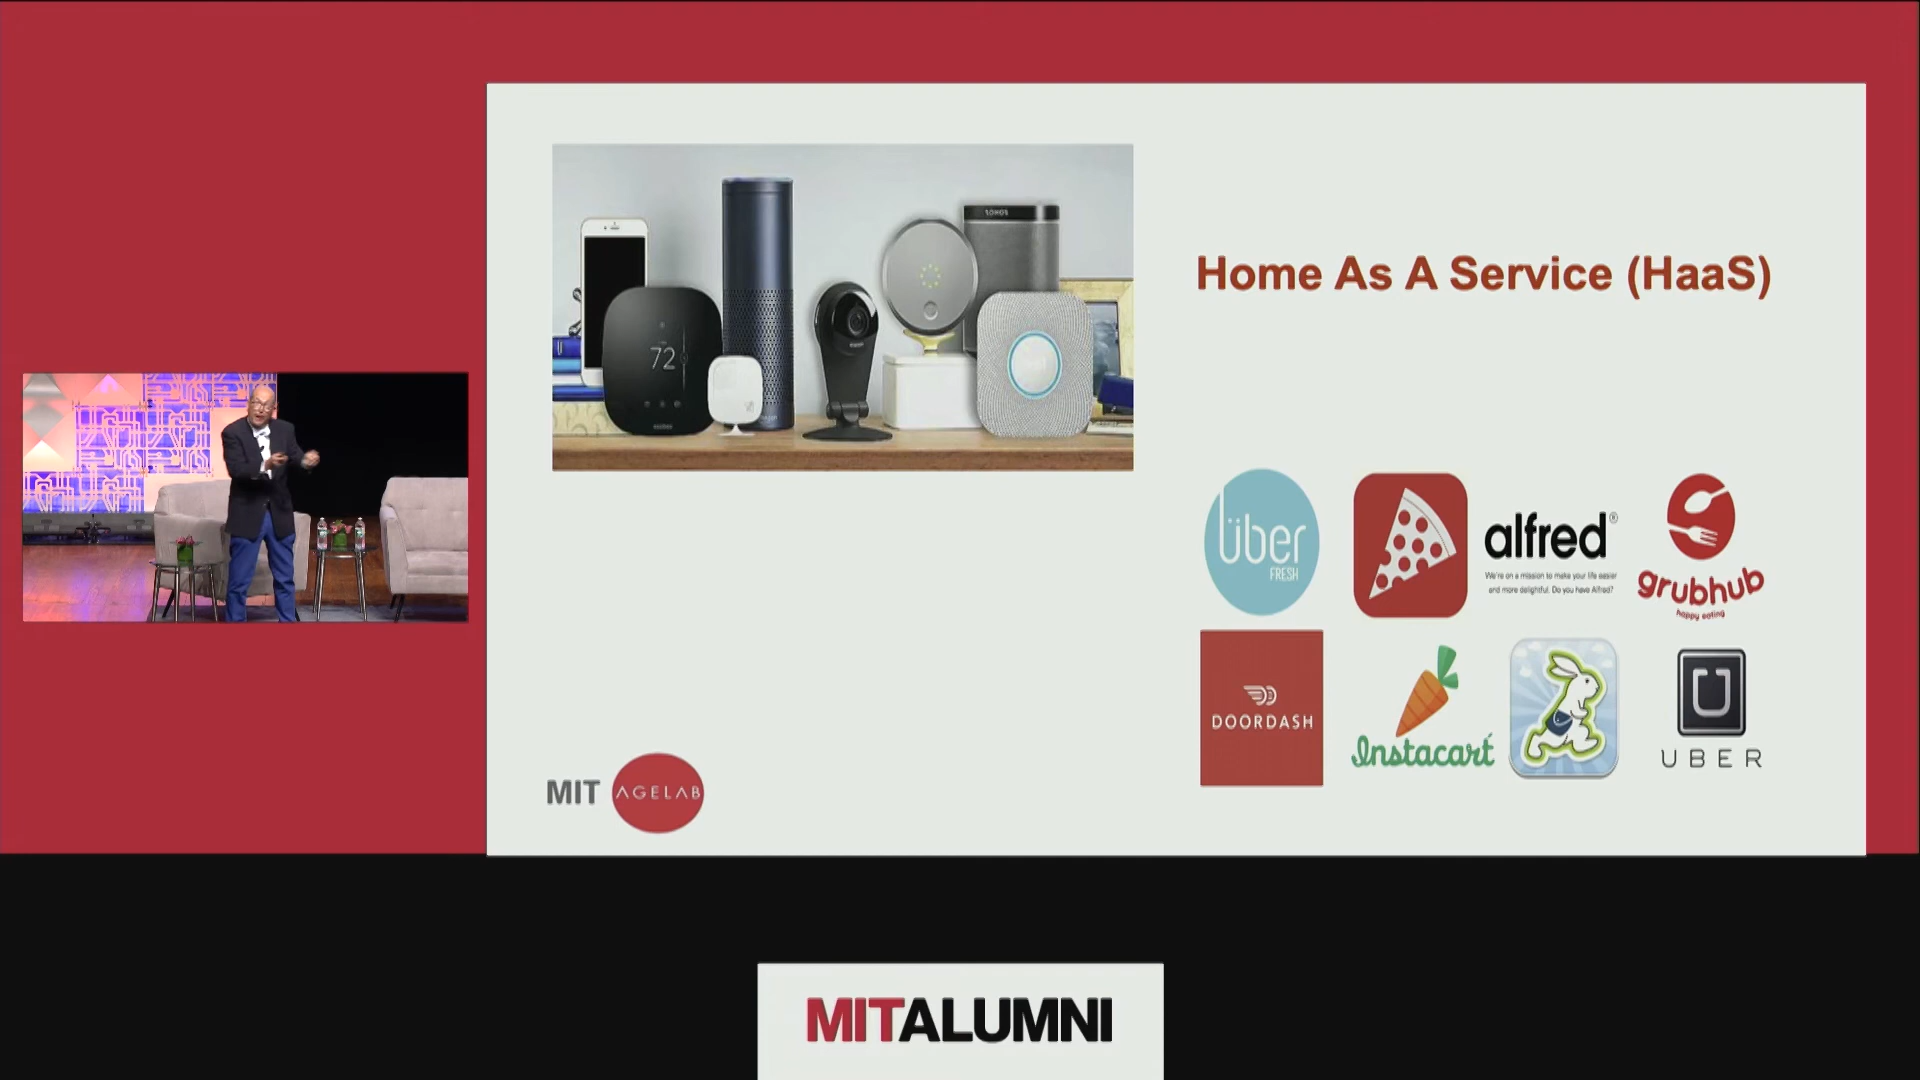 SONOS
72
Home As A Service (HaaS)
über
FRESH
alfred®
We're on a mission to make your life easier
and more delightful. Do you have Alfred?
grubhub
happy eating
DOORDASH
Instacart
U
UBER
MIT AGELAB
MITALUMNI